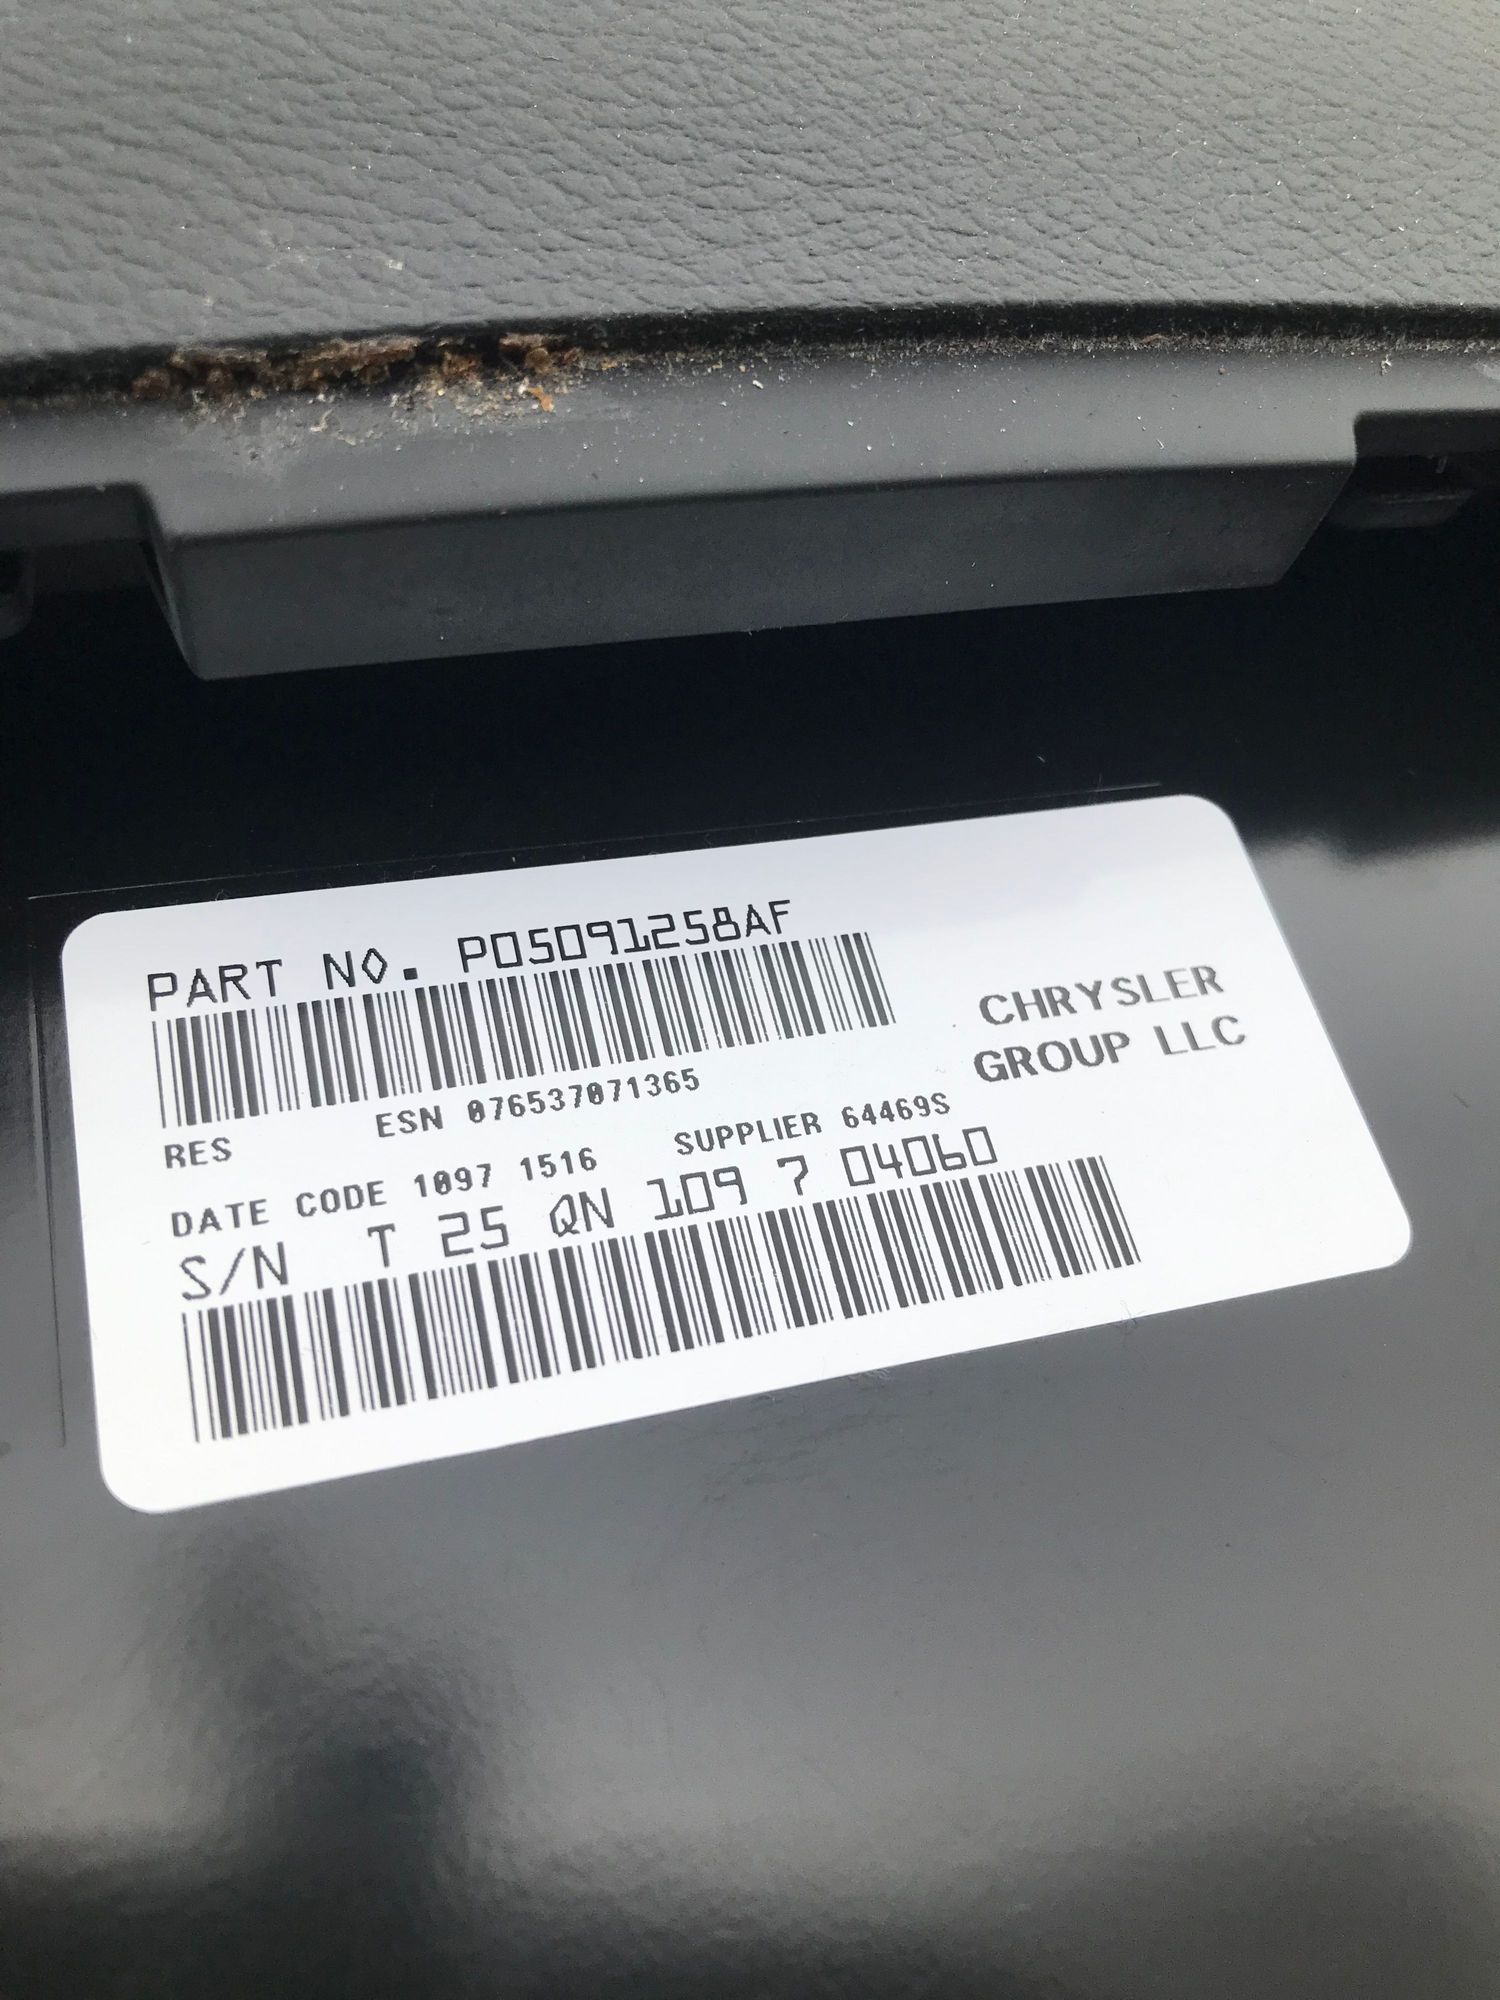 PART NO. P05091258AF
RES ESN 076537071365
CHRYSLER
GROUP LLC
DATE CODE 1097 1516 SUPPLIER 64469S
S/N T 25 QN 109 7 04060